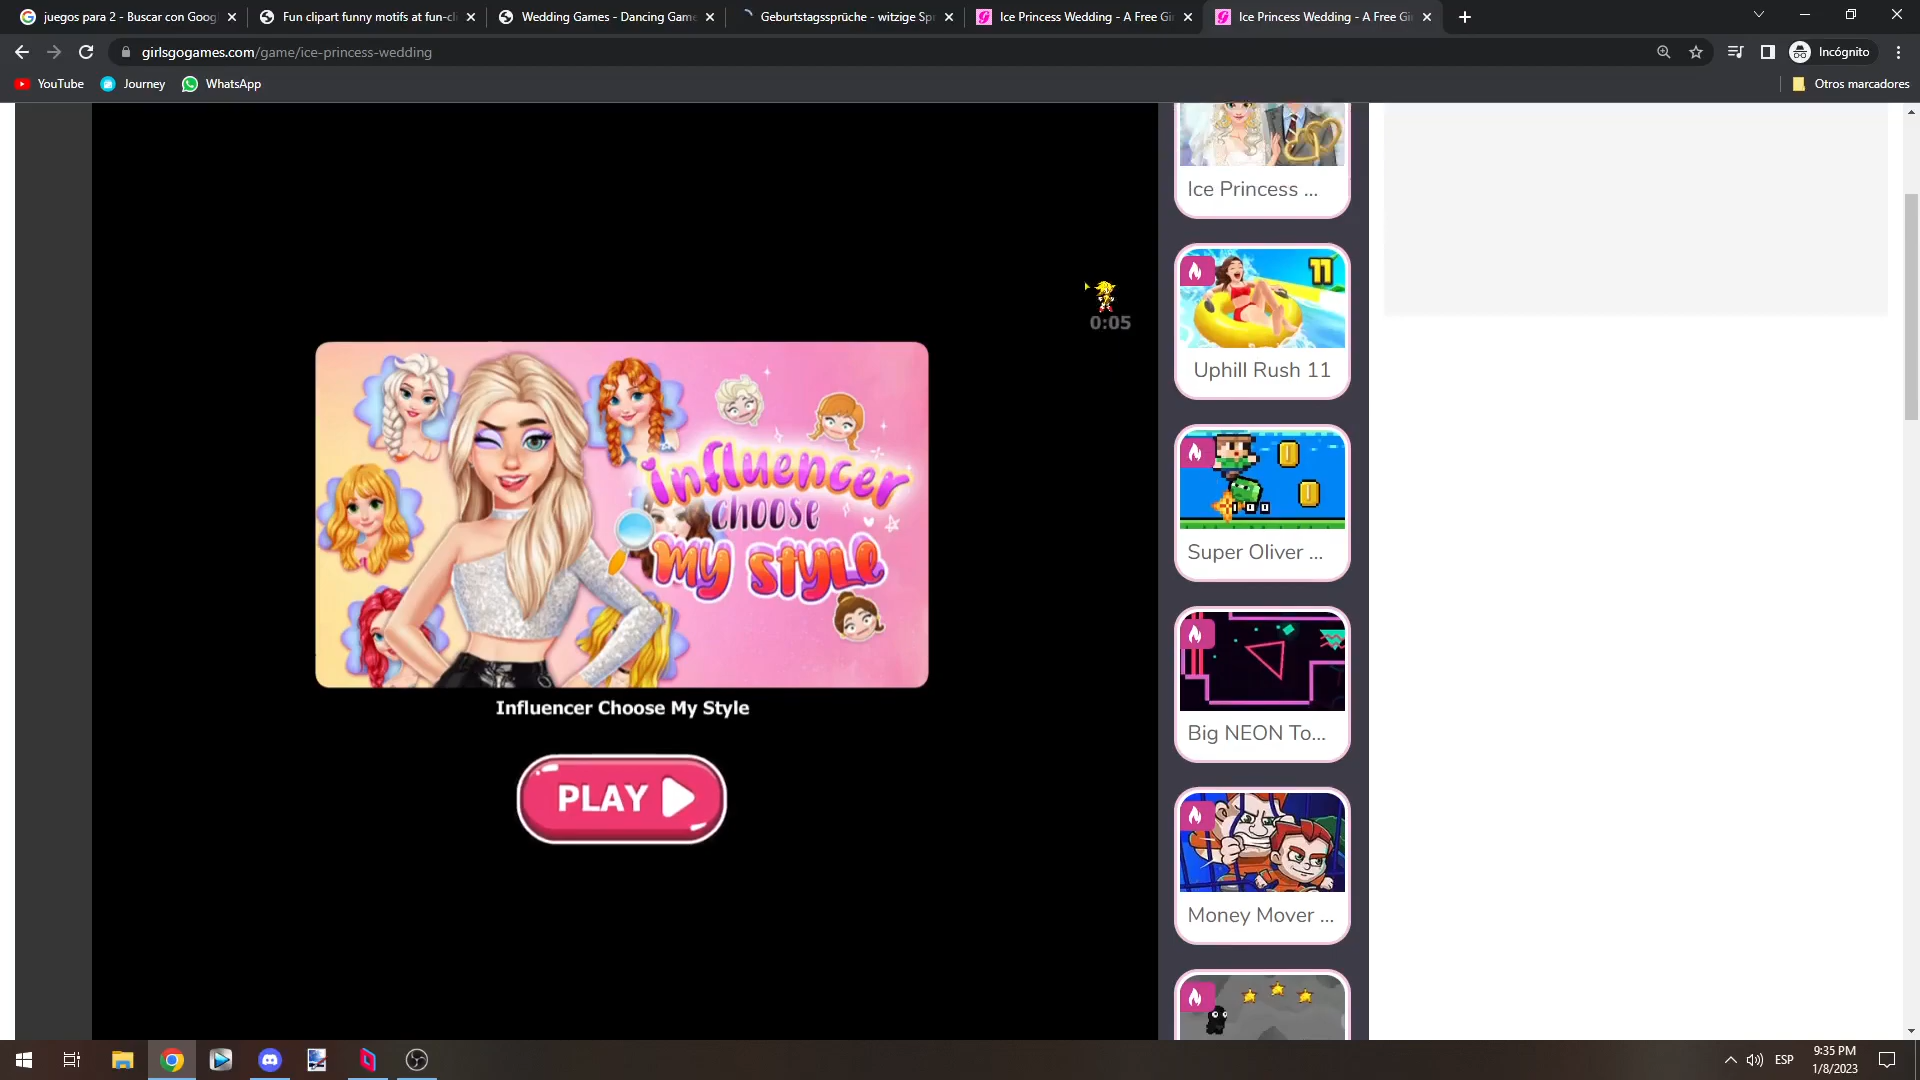 juegos para 2 - Buscar con Goog
Fun clipart funny motifs at fun-cli
Wedding Games - Dancing Game
Geburtstagssprüche - witzige Sp
Ice Princess Wedding - A Free Gi
Ice Princess Wedding - A Free Gi
girlsgogames.com/game/ice-princess-wedding
Incógnito
YouTube
Journey
WhatsApp
Otros marcadores
Ice Princess ...
11
0:05
Uphill Rush 11
influencer
choose
my style
Super Oliver ...
Influencer Choose My Style
Big NEON To...
PLAY
Money Mover ...
ESP
9:35 PM
1/8/2023